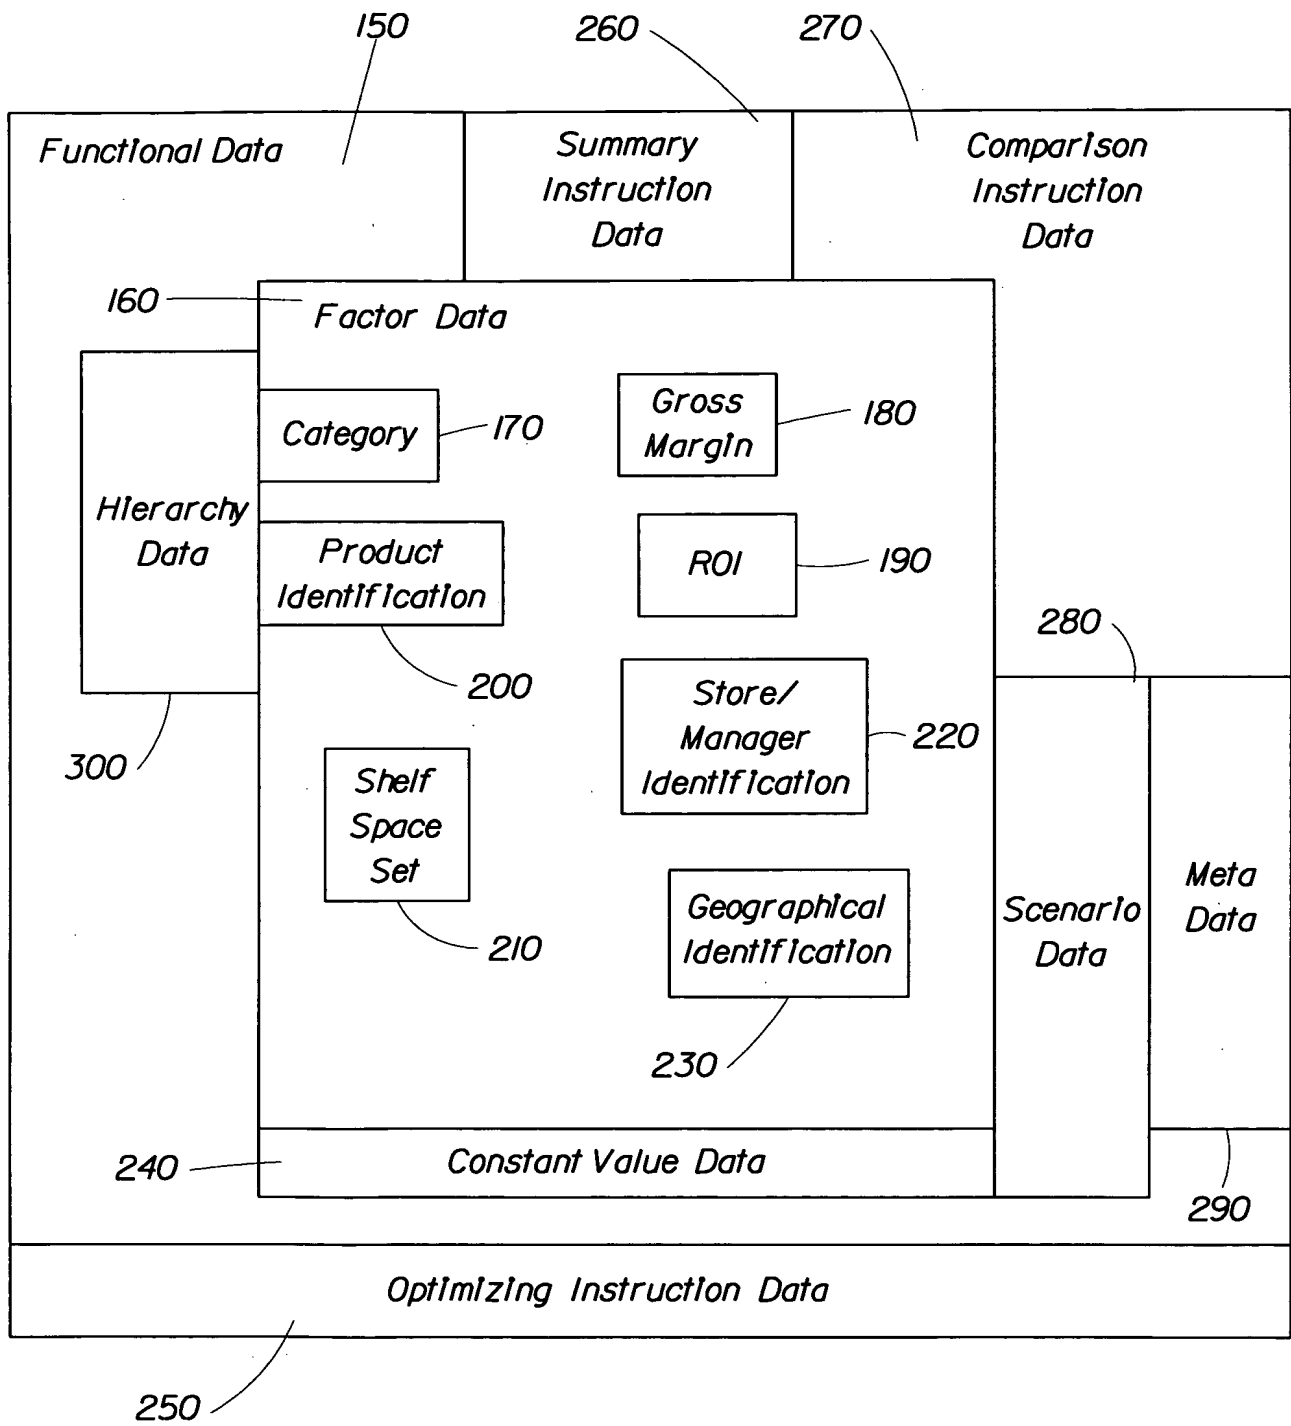 150
260
270
Functional Data
Summary
Instruction
Data
Comparison
Instruction
Data
160
Factor Data
Hierarchy
Data
300
Category
170
Gross
Margin
180
Product
Identification
200
ROI
190
Store/
Manager
Identification
220
280
Shelf
Space
Set
210
Geographical
Identification
230
Scenario
Data
Meta
Data
240
Constant Value Data
290
Optimizing Instruction Data
250